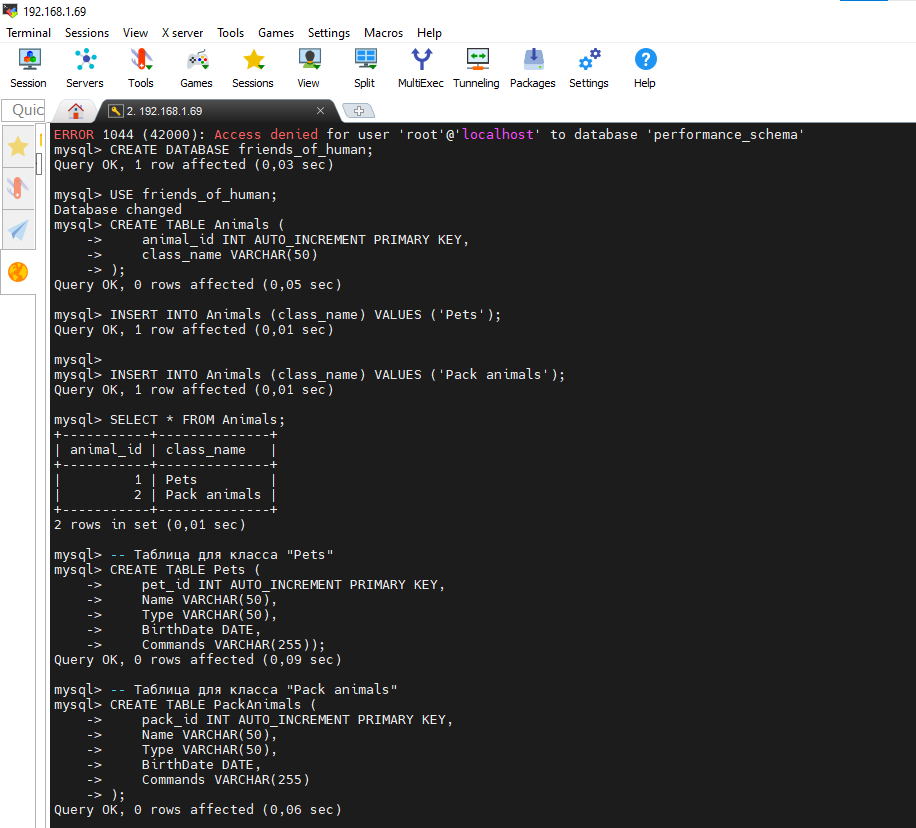 192.168.1.69
Terminal Sessions View X server Tools Games Settings Macros Help
Session Servers Tools Games Sessions View Split MultiExec Tunneling Packages Settings Help
Quic 2. 192.168.1.69
ERROR 1044 (42000): Access denied for user 'root'@'localhost' to database 'performance_schema'
mysql> CREATE DATABASE friends_of_human;
Query OK, 1 row affected (0,03 sec)
mysql> USE friends_of_human;
Database changed
mysql> CREATE TABLE Animals (
    ->     animal_id INT AUTO_INCREMENT PRIMARY KEY,
    ->     class_name VARCHAR(50)
    -> );
Query OK, 0 rows affected (0,05 sec)
mysql> INSERT INTO Animals (class_name) VALUES ('Pets');
Query OK, 1 row affected (0,01 sec)
mysql>
mysql> INSERT INTO Animals (class_name) VALUES ('Pack animals');
Query OK, 1 row affected (0,01 sec)
mysql> SELECT * FROM Animals;
+-----------+--------------+
| animal_id | class_name   |
+-----------+--------------+
|         1 | Pets         |
|         2 | Pack animals |
+-----------+--------------+
2 rows in set (0,01 sec)
mysql> -- Таблица для класса "Pets"
mysql> CREATE TABLE Pets (
    ->     pet_id INT AUTO_INCREMENT PRIMARY KEY,
    ->     Name VARCHAR(50),
    ->     Type VARCHAR(50),
    ->     BirthDate DATE,
    ->     Commands VARCHAR(255));
Query OK, 0 rows affected (0,09 sec)
mysql> -- Таблица для класса "Pack animals"
mysql> CREATE TABLE PackAnimals (
    ->     pack_id INT AUTO_INCREMENT PRIMARY KEY,
    ->     Name VARCHAR(50),
    ->     Type VARCHAR(50),
    ->     BirthDate DATE,
    ->     Commands VARCHAR(255)
    -> );
Query OK, 0 rows affected (0,06 sec)